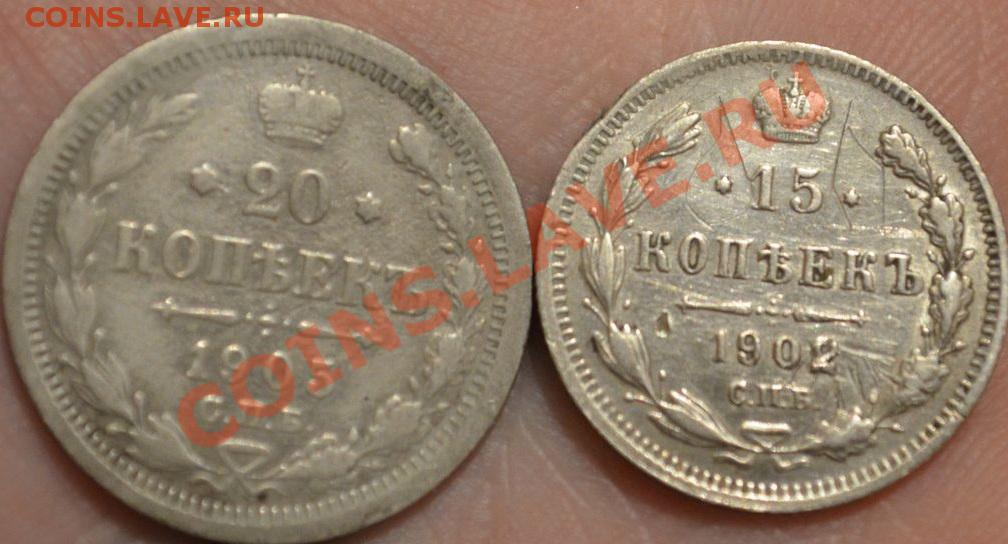 COINS.LAVE.RU
20
КОПѢЕКЪ
С.П.Б.
15
КОПѢЕКЪ
1902
С.П.Б.
COINS.LAVE.RU